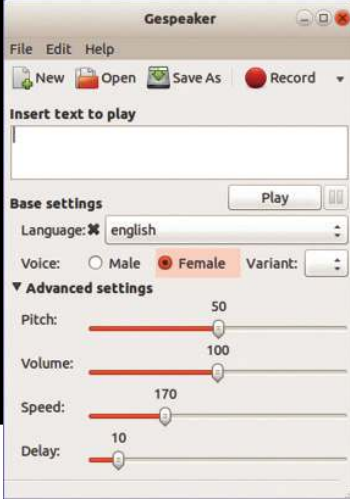 Gespeaker
File Edit Help
New Open Save As Record
Insert text to play
Play
Base settings
Language: english
Voice: Male Female Variant:
Advanced settings
50
Pitch:
100
Volume:
170
Speed:
10
Delay: